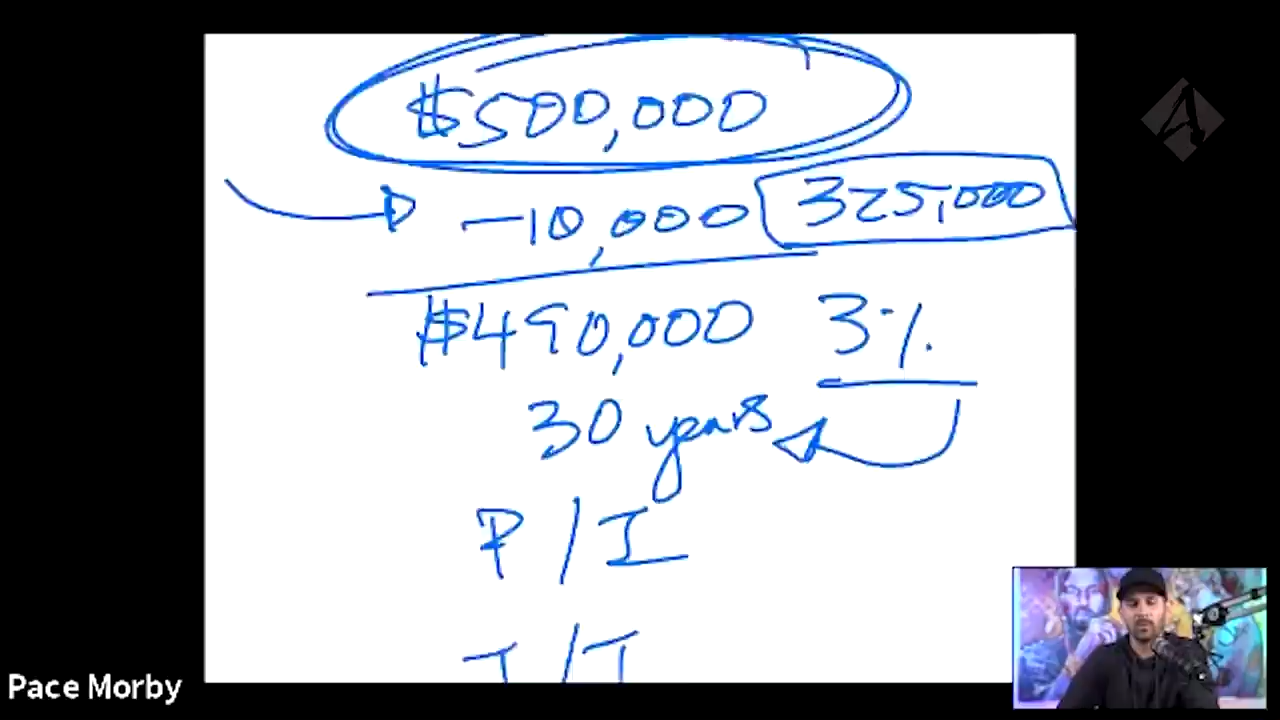 $500,000
-10,000 325,000
$490,000 3%
30 years
P/I
T/I
Pace Morby